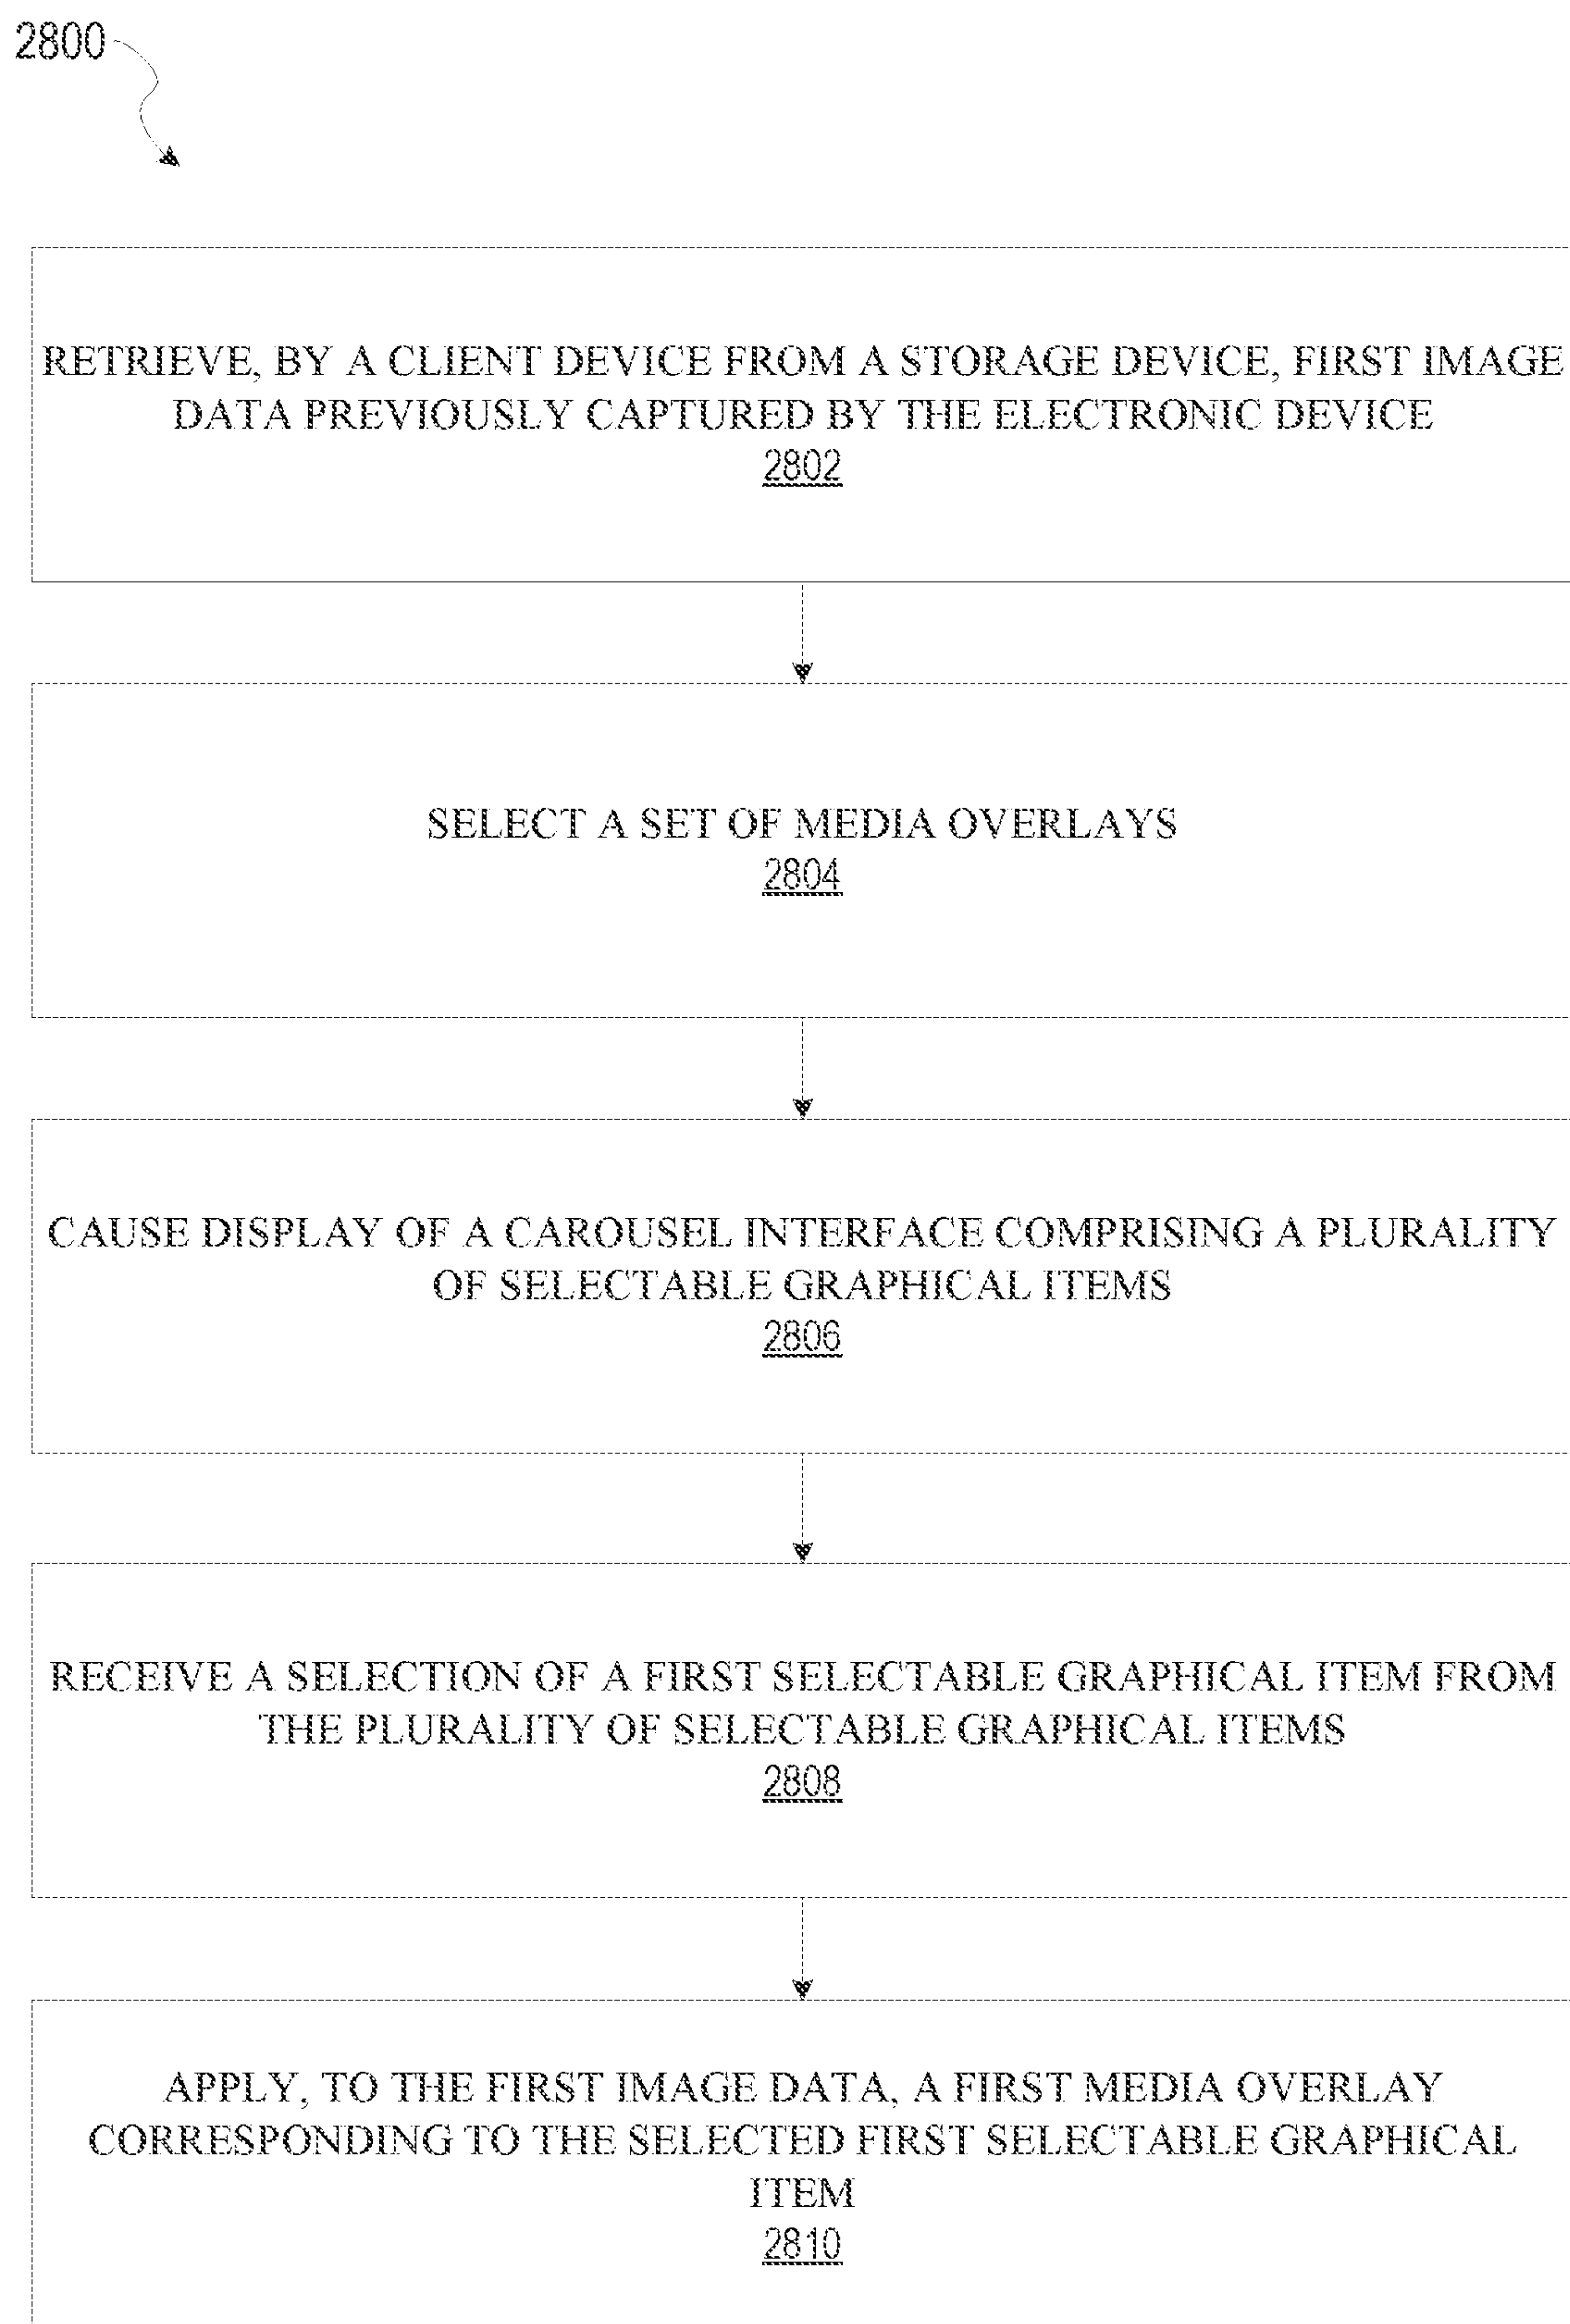 2800
RETRIEVE, BY A CLIENT DEVICE FROM A STORAGE DEVICE, FIRST IMAGE
DATA PREVIOUSLY CAPTURED BY THE ELECTRONIC DEVICE
2802
SELECT A SET OF MEDIA OVERLAYS
2804
CAUSE DISPLAY OF A CAROUSEL INTERFACE COMPRISING A PLURALITY
OF SELECTABLE GRAPHICAL ITEMS
2806
RECEIVE A SELECTION OF A FIRST SELECTABLE GRAPHICAL ITEM FROM
THE PLURALITY OF SELECTABLE GRAPHICAL ITEMS
2808
APPLY, TO THE FIRST IMAGE DATA, A FIRST MEDIA OVERLAY
CORRESPONDING TO THE SELECTED FIRST SELECTABLE GRAPHICAL
ITEM
2810